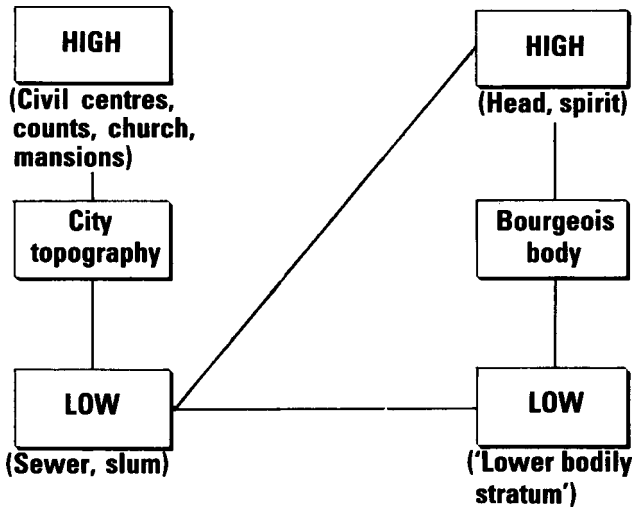 HIGH
(Civil centres,
counts, church,
mansions)
City
topography
LOW
(Sewer, slum)
HIGH
(Head, spirit)
Bourgeois
body
LOW
('Lower bodily
stratum')